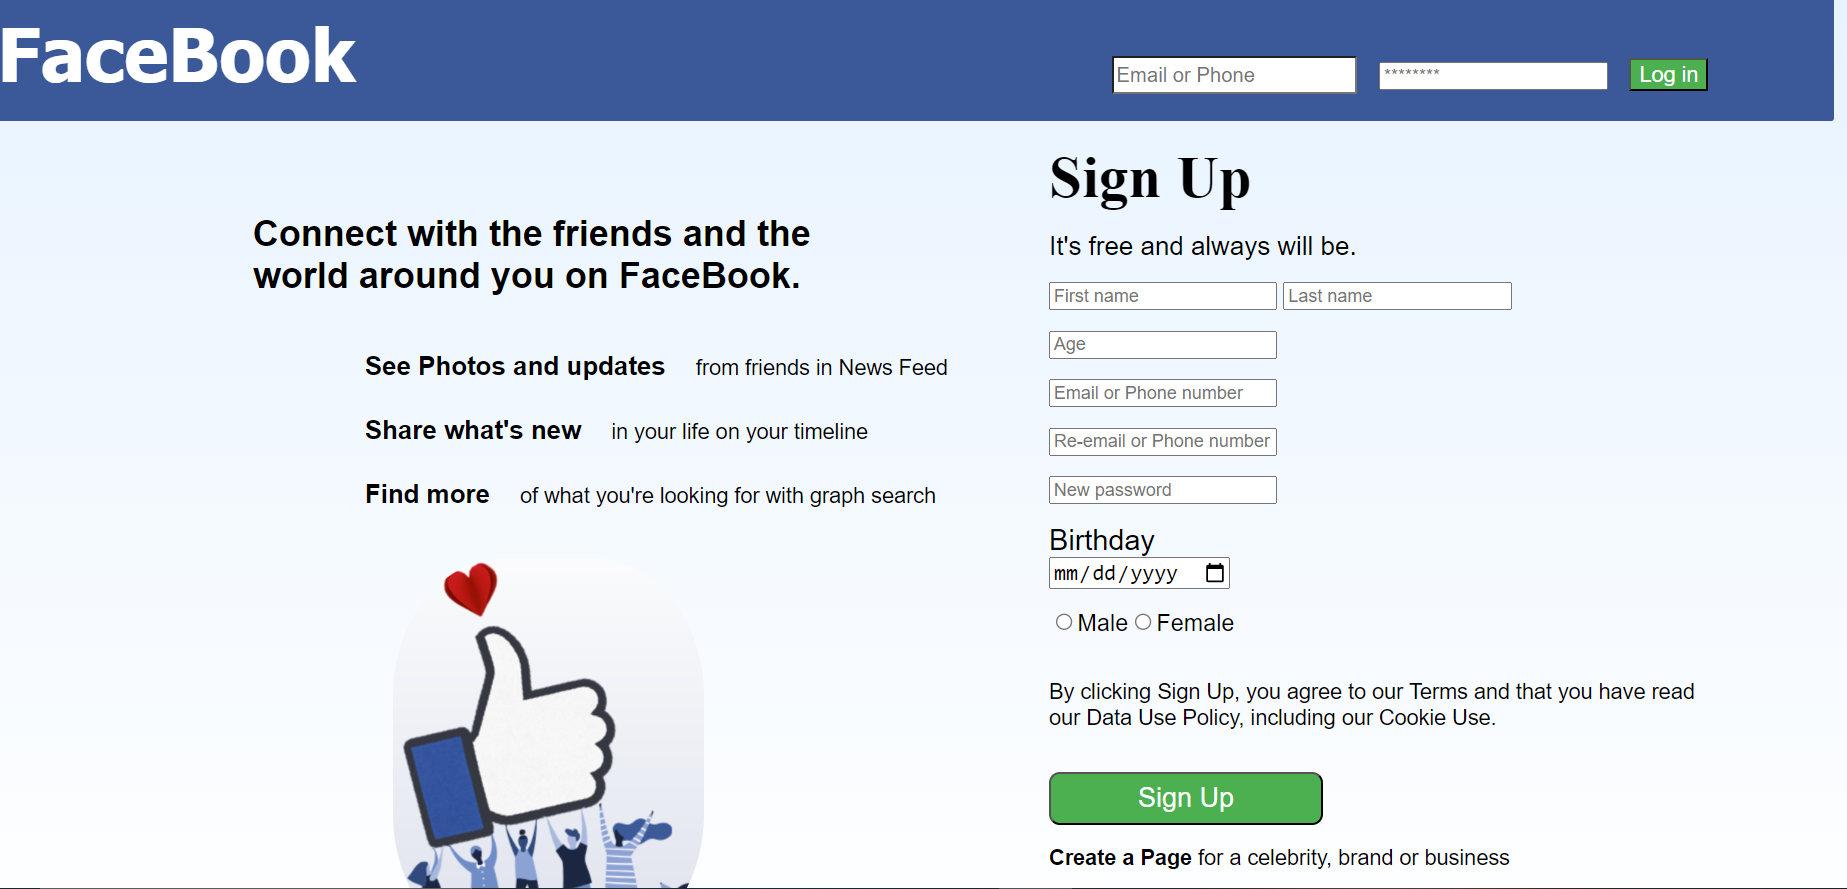 FaceBook
Email or Phone
********
Log in
Connect with the friends and the
world around you on FaceBook.
See Photos and updates from friends in News Feed
Share what's new in your life on your timeline
Find more of what you're looking for with graph search
Sign Up
It's free and always will be.
First name Last name
Age
Email or Phone number
Re-email or Phone number
New password
Birthday
mm/dd/yyyy
Male Female
By clicking Sign Up, you agree to our Terms and that you have read
our Data Use Policy, including our Cookie Use.
Sign Up
Create a Page for a celebrity, brand or business